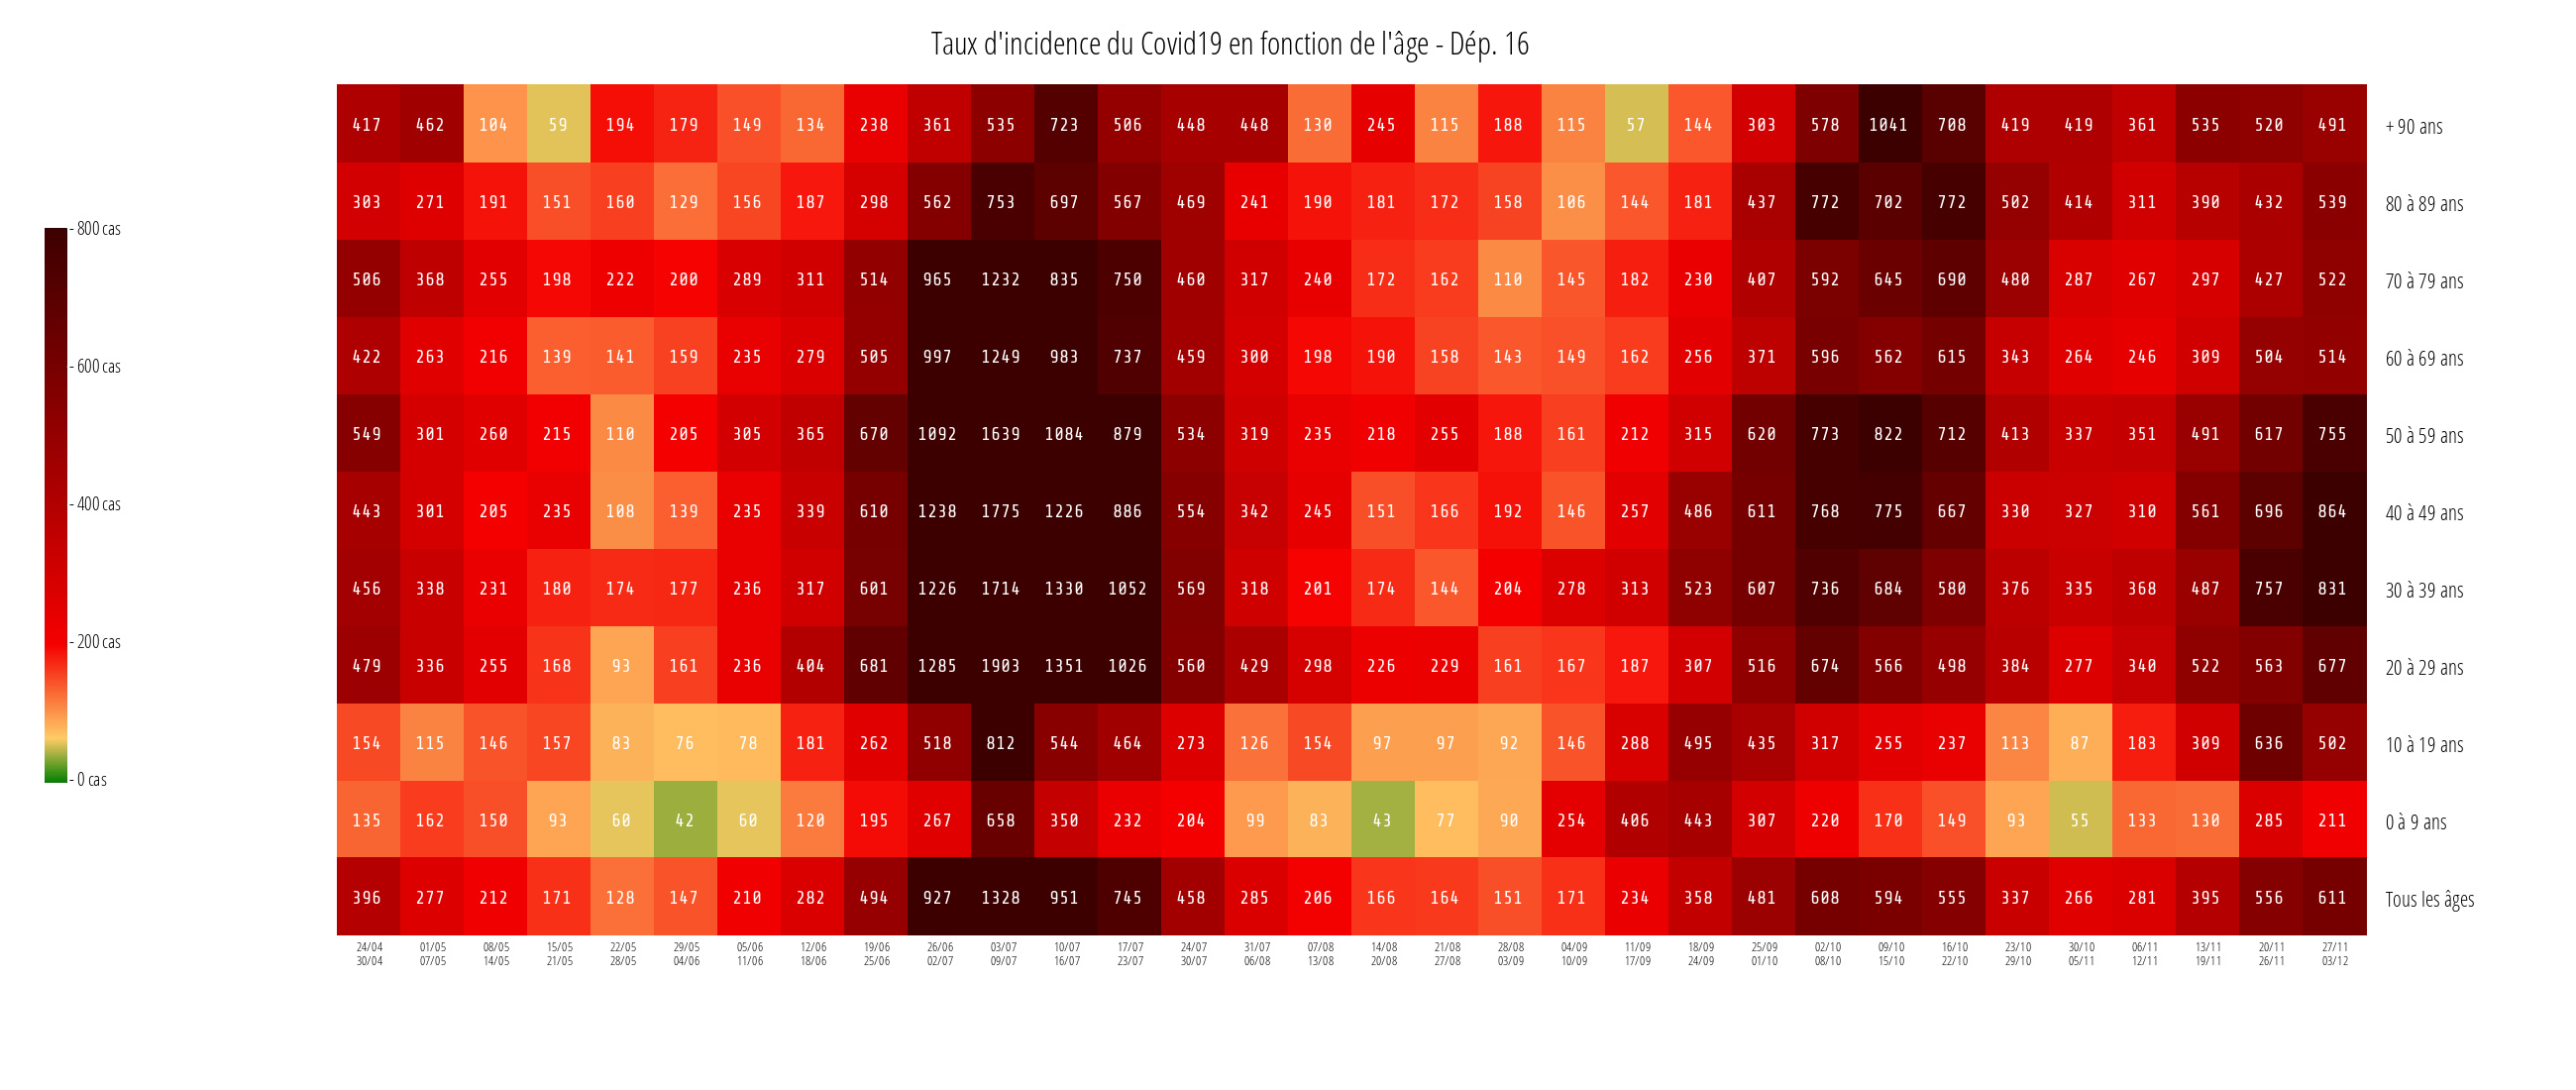 Taux d'incidence du Covid19 en fonction de l'âge - Dép. 16
- 800 cas
- 600 cas
- 400 cas
- 200 cas
- 0 cas
417 462 104 59 194 179 149 134 238 361 535 723 506 448 448 130 245 115 188 115 57 144 303 578 1041 708 419 419 361 535 520 491 + 90 ans
303 271 191 151 160 129 156 187 298 562 753 697 567 469 241 190 181 172 158 106 144 181 437 772 702 772 502 414 311 390 432 539 80 à 89 ans
506 368 255 198 222 200 289 311 514 965 1232 835 750 460 317 240 172 162 110 145 182 230 407 592 645 690 480 287 267 297 427 522 70 à 79 ans
422 263 216 139 141 159 235 279 505 997 1249 983 737 459 300 198 190 158 143 149 162 256 371 596 562 615 343 264 246 309 504 514 60 à 69 ans
549 301 260 215 110 205 305 365 670 1092 1639 1084 879 534 319 235 218 255 188 161 212 315 620 773 822 712 413 337 351 491 617 755 50 à 59 ans
443 301 205 235 108 139 235 339 610 1238 1775 1226 886 554 342 245 151 166 192 146 257 486 611 768 775 667 330 327 310 561 696 864 40 à 49 ans
456 338 231 180 174 177 236 317 601 1226 1714 1330 1052 569 318 201 174 144 204 278 313 523 607 736 684 580 376 335 368 487 757 831 30 à 39 ans
479 336 255 168 93 161 236 404 681 1285 1903 1351 1026 560 429 298 226 229 161 167 187 307 516 674 566 498 384 277 340 522 563 677 20 à 29 ans
154 115 146 157 83 76 78 181 262 518 812 544 464 273 126 154 97 97 92 146 288 495 435 317 255 237 113 87 183 309 636 502 10 à 19 ans
135 162 150 93 60 42 60 120 195 267 658 350 232 204 99 83 43 77 90 254 406 443 307 220 170 149 93 55 133 130 285 211 0 à 9 ans
396 277 212 171 128 147 210 282 494 927 1328 951 745 458 285 206 166 164 151 171 234 358 481 608 594 555 337 266 281 395 556 611 Tous les âges
24/04 01/05 08/05 15/05 22/05 29/05 05/06 12/06 19/06 26/06 03/07 10/07 17/07 24/07 31/07 07/08 14/08 21/08 28/08 04/09 11/09 18/09 25/09 02/10 09/10 16/10 23/10 30/10 06/11 13/11 20/11 27/11
30/04 07/05 14/05 21/05 28/05 04/06 11/06 18/06 25/06 02/07 09/07 16/07 23/07 30/07 06/08 13/08 20/08 27/08 03/09 10/09 17/09 24/09 01/10 08/10 15/10 22/10 29/10 05/11 12/11 19/11 26/11 03/12